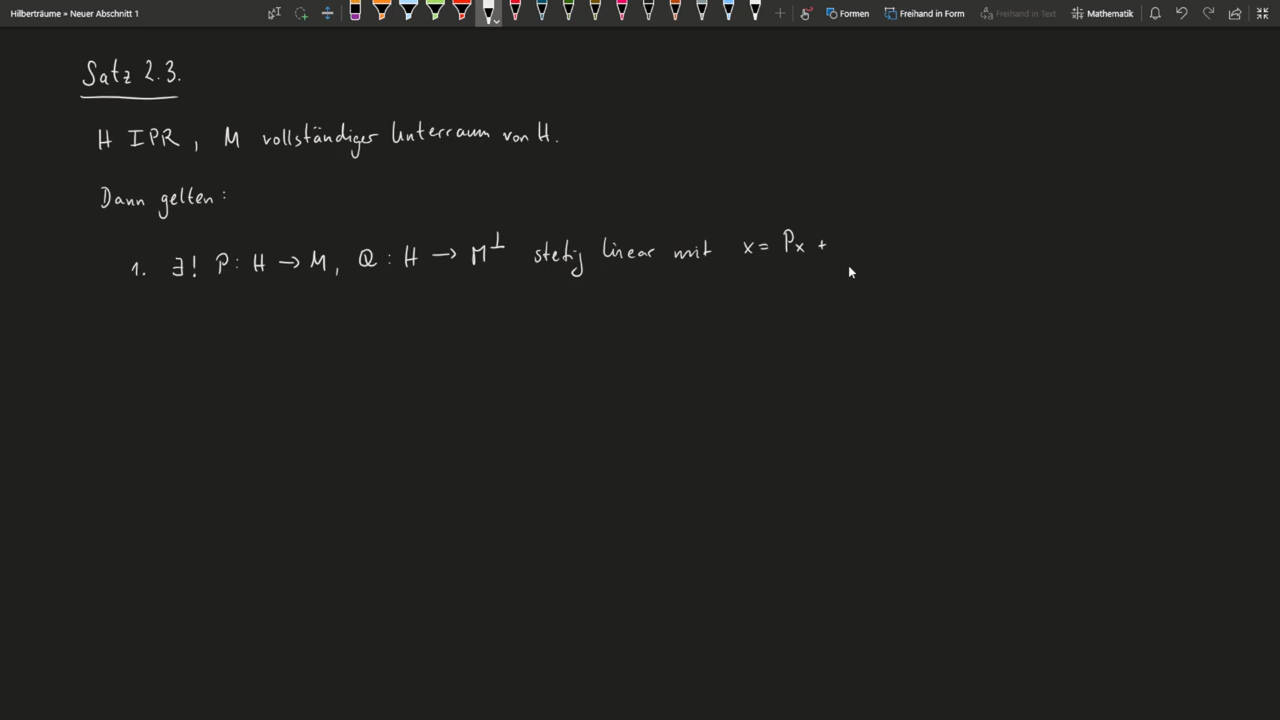 Hilberträume » Neuer Abschnitt 1 Formen Freihand in Form Freihand in Text Mathematik
Satz 2.3.
H IPR, M vollständiger Unterraum von H.
Dann gelten:
1. ∃! P: H → M, Q: H → M^⊥ stetig linear mit x = Px +